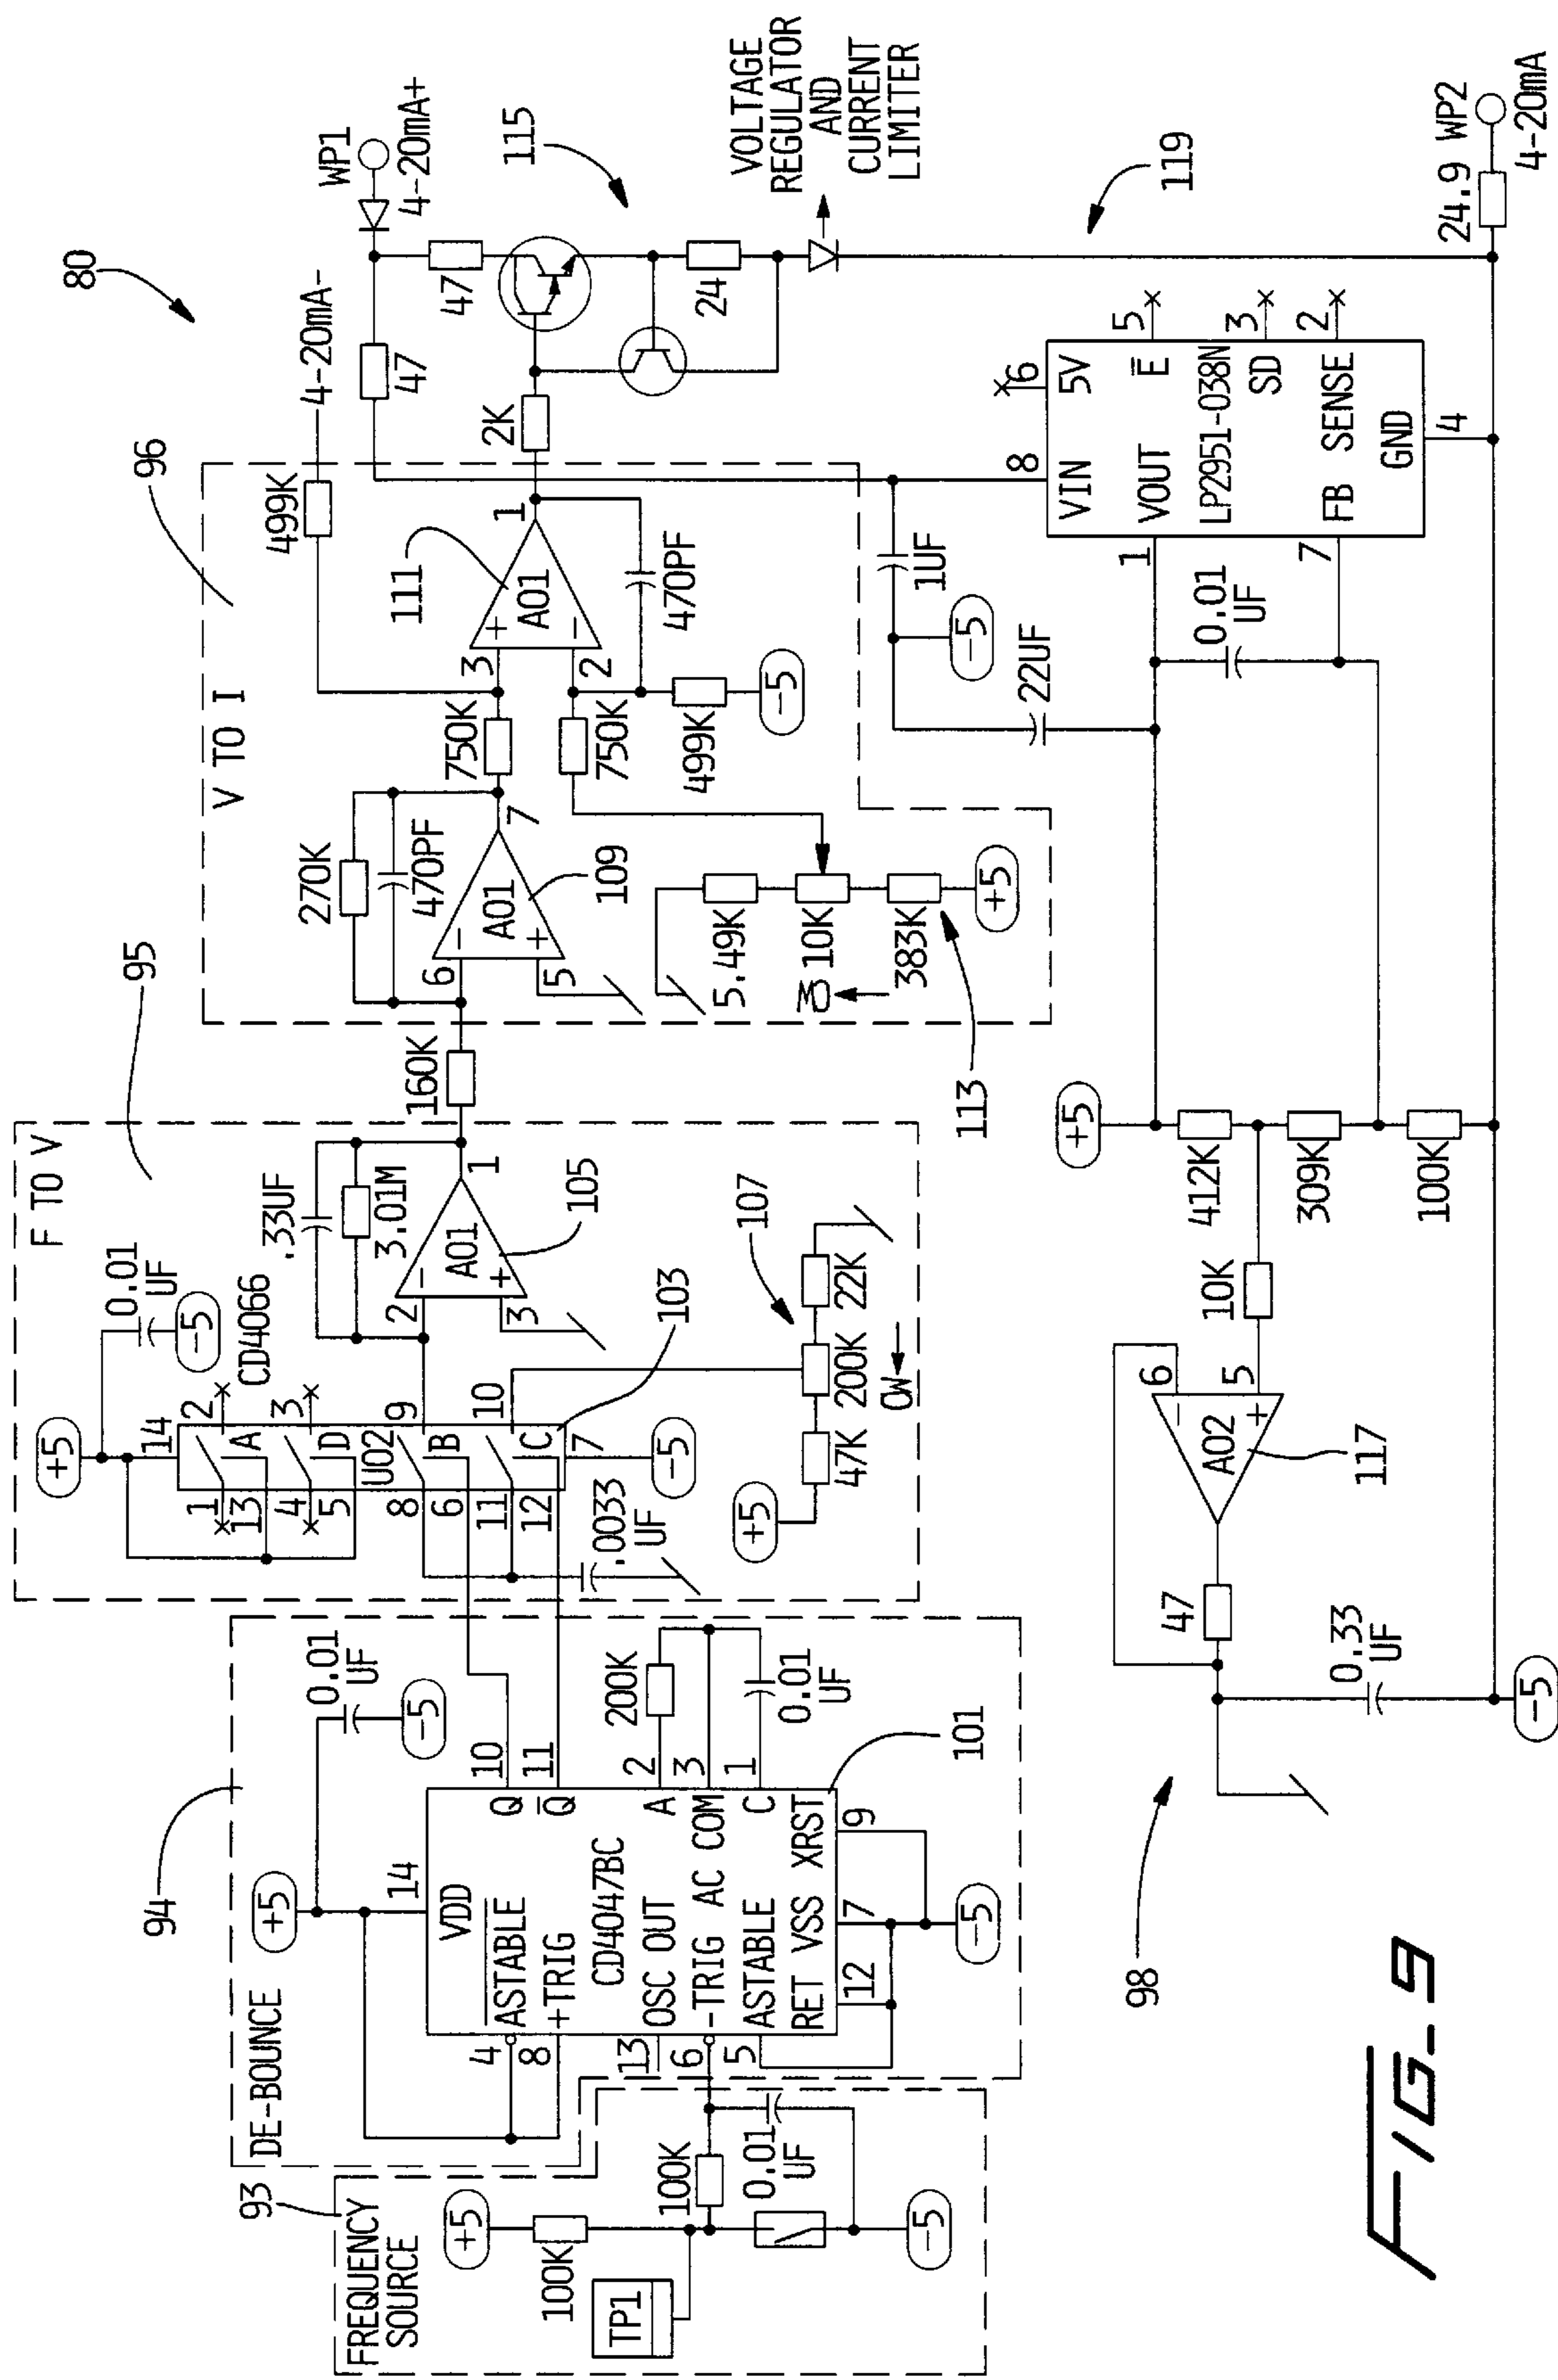 80
93
FREQUENCY
SOURCE
+5
100K
TP1
100K
0.01
UF
-5
94
DE-BOUNCE
+5
0.01
UF
-5
14
VDD
4
ASTABLE
8
+TRIG
CD4047BC
13
OSC OUT
6
-TRIG
5
ASTABLE
RET
12
VSS
7
XRST
9
-5
Q
10
Q
11
A
2
AC COM
3
C
1
200K
0.01
UF
101
95
F TO V
+5
0.01
UF
-5
CD4066
14
1
2
13
A
4
3
5
D
U02
8
9
6
B
11
10
12
C
7
-5
.0033
UF
103
.33UF
3.01M
2
-
A01
+
3
1
105
107
+5
47K
200K
22K
CW
160K
96
V TO I
270K
470PF
6
-
A01
+
5
7
109
5.49K
10K
CW
383K
+5
113
750K
750K
499K
499K
-5
3
+
A01
-
2
1
111
470PF
4-20mA-
2K
47
47
WP1
4-20mA+
24
115
VOLTAGE
REGULATOR
AND
CURRENT
LIMITER
119
1UF
-5
22UF
8
VIN
6
5V
1
VOUT
5
E
LP2951-038N
3
SD
7
FB
SENSE
2
GND
4
0.01
UF
24.9
WP2
4-20mA
+5
412K
309K
100K
10K
6
-
A02
+
5
117
47
0.33
UF
-5
98
FIG_9